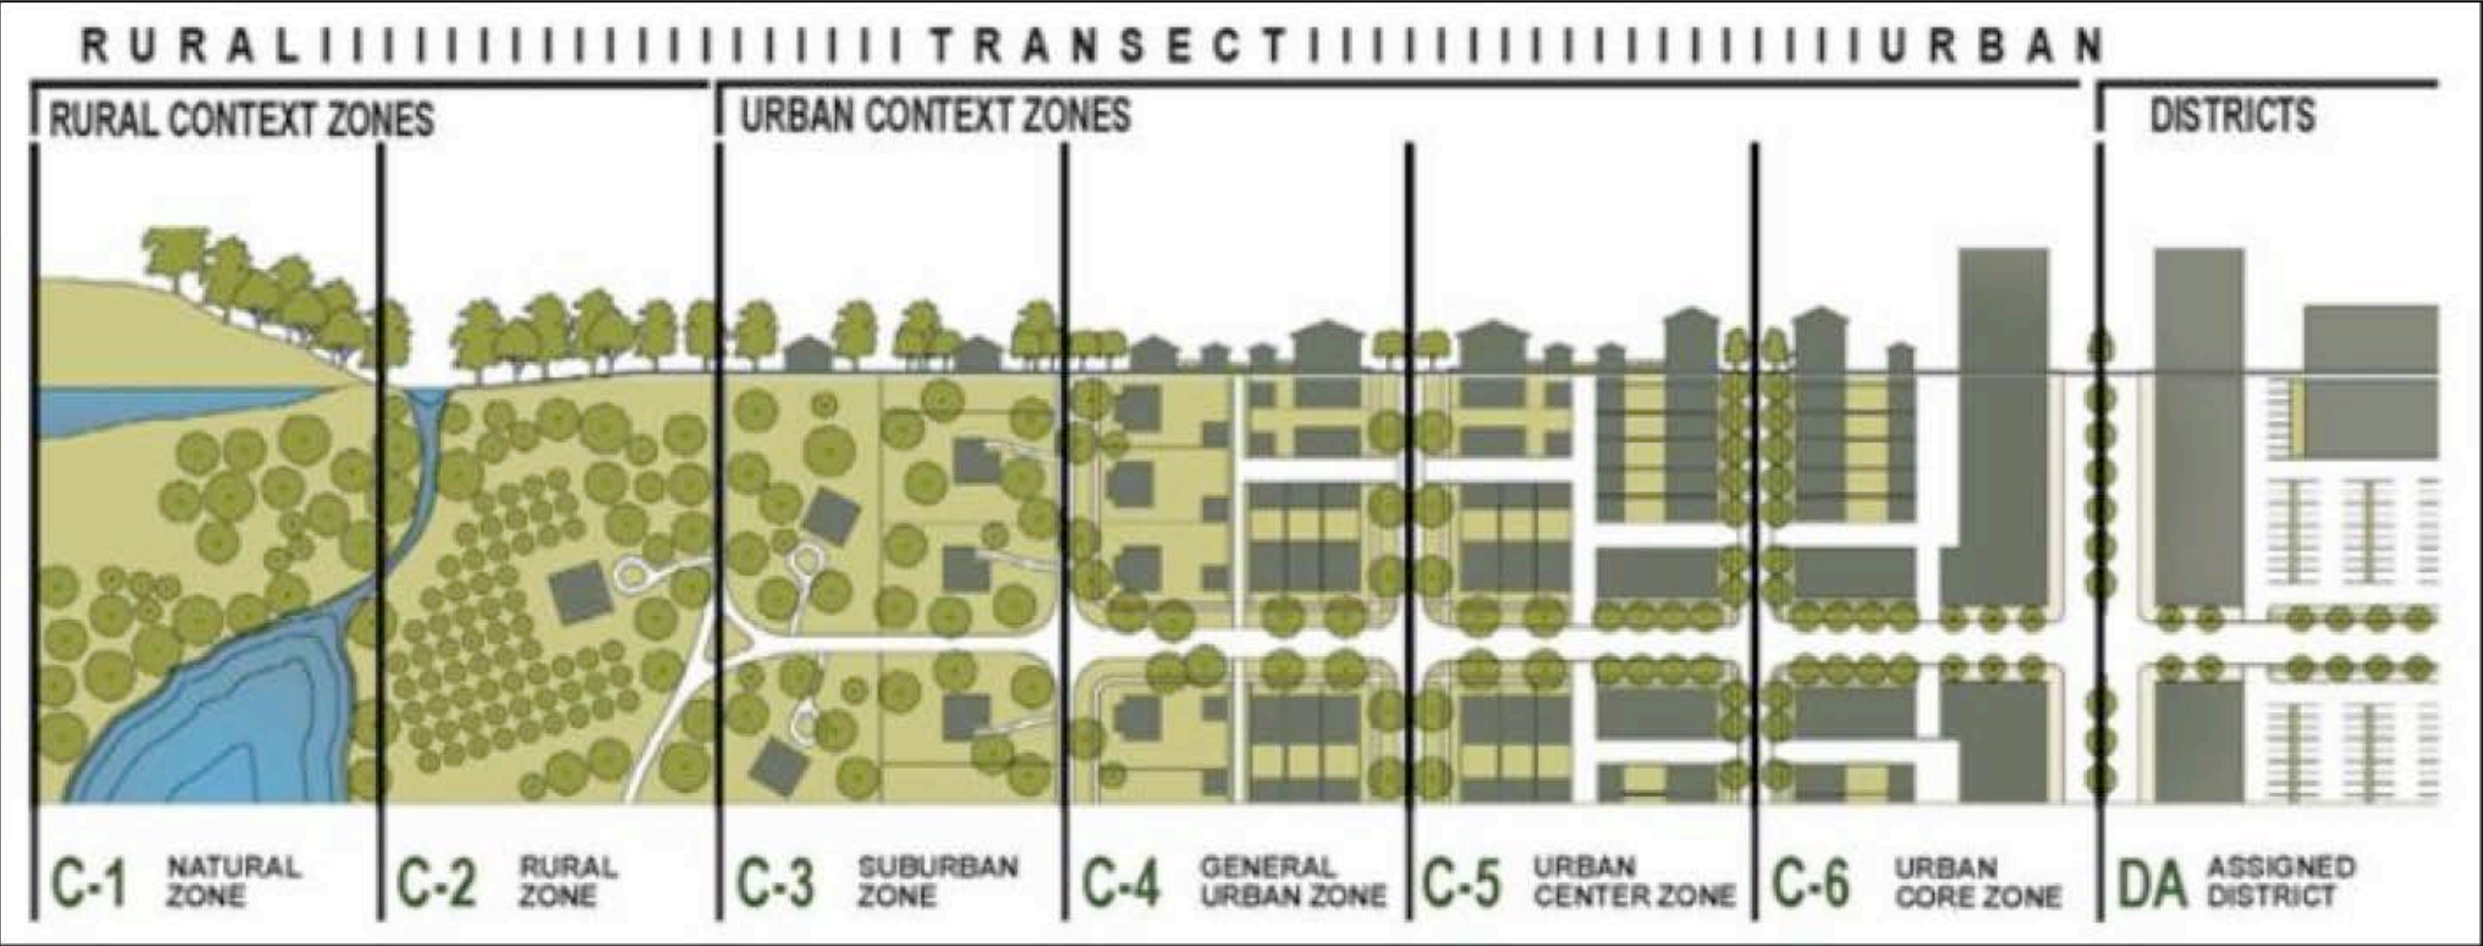 RURAL||||||||||||||||||TRANSECT||||||||||||||||||URBAN
RURAL CONTEXT ZONES
URBAN CONTEXT ZONES
DISTRICTS
C-1
NATURAL
ZONE
C-2
RURAL
ZONE
C-3
SUBURBAN
ZONE
C-4
GENERAL
URBAN ZONE
C-5
URBAN
CENTER ZONE
C-6
URBAN
CORE ZONE
DA
ASSIGNED
DISTRICT